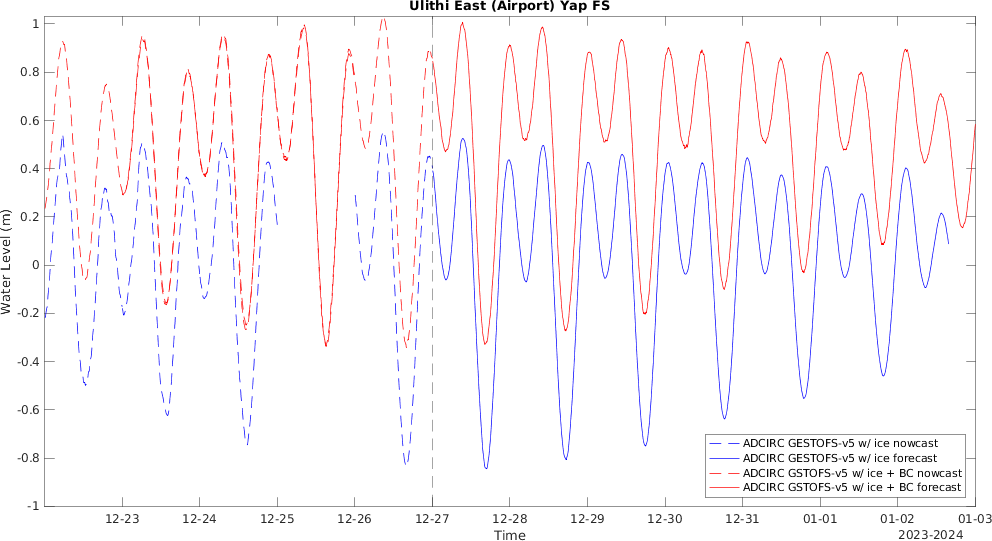 Ulithi East (Airport) Yap FS
Water Level (m)
1
0.8
0.6
0.4
0.2
0
-0.2
-0.4
-0.6
-0.8
-1
12-23 12-24 12-25 12-26 12-27 12-28 12-29 12-30 12-31 01-01 01-02 01-03
Time
2023-2024
ADCIRC GESTOFS-v5 w/ ice nowcast
ADCIRC GESTOFS-v5 w/ ice forecast
ADCIRC GSTOFS-v5 w/ ice + BC nowcast
ADCIRC GSTOFS-v5 w/ ice + BC forecast